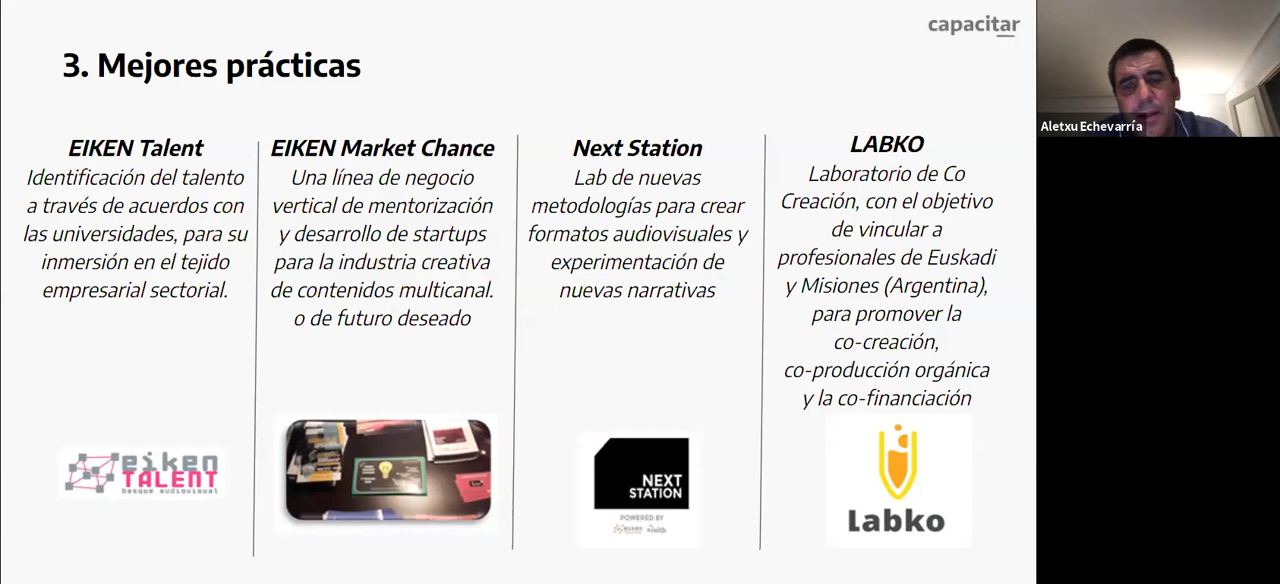 capacitar
3. Mejores prácticas
EIKEN Talent
Identificación del talento
a través de acuerdos con
las universidades, para su
inmersión en el tejido
empresarial sectorial.
eiken
TALENT
basque audiovisual
EIKEN Market Chance
Una línea de negocio
vertical de mentorización
y desarrollo de startups
para la industria creativa
de contenidos multicanal.
o de futuro deseado
Next Station
Lab de nuevas
metodologías para crear
formatos audiovisuales y
experimentación de
nuevas narrativas
NEXT
STATION
POWERED BY
eiken
LABKO
Laboratorio de Co
Creación, con el objetivo
de vincular a
profesionales de Euskadi
y Misiones (Argentina),
para promover la
co-creación,
co-producción orgánica
y la co-financiación
Labko
Aletxu Echevarría